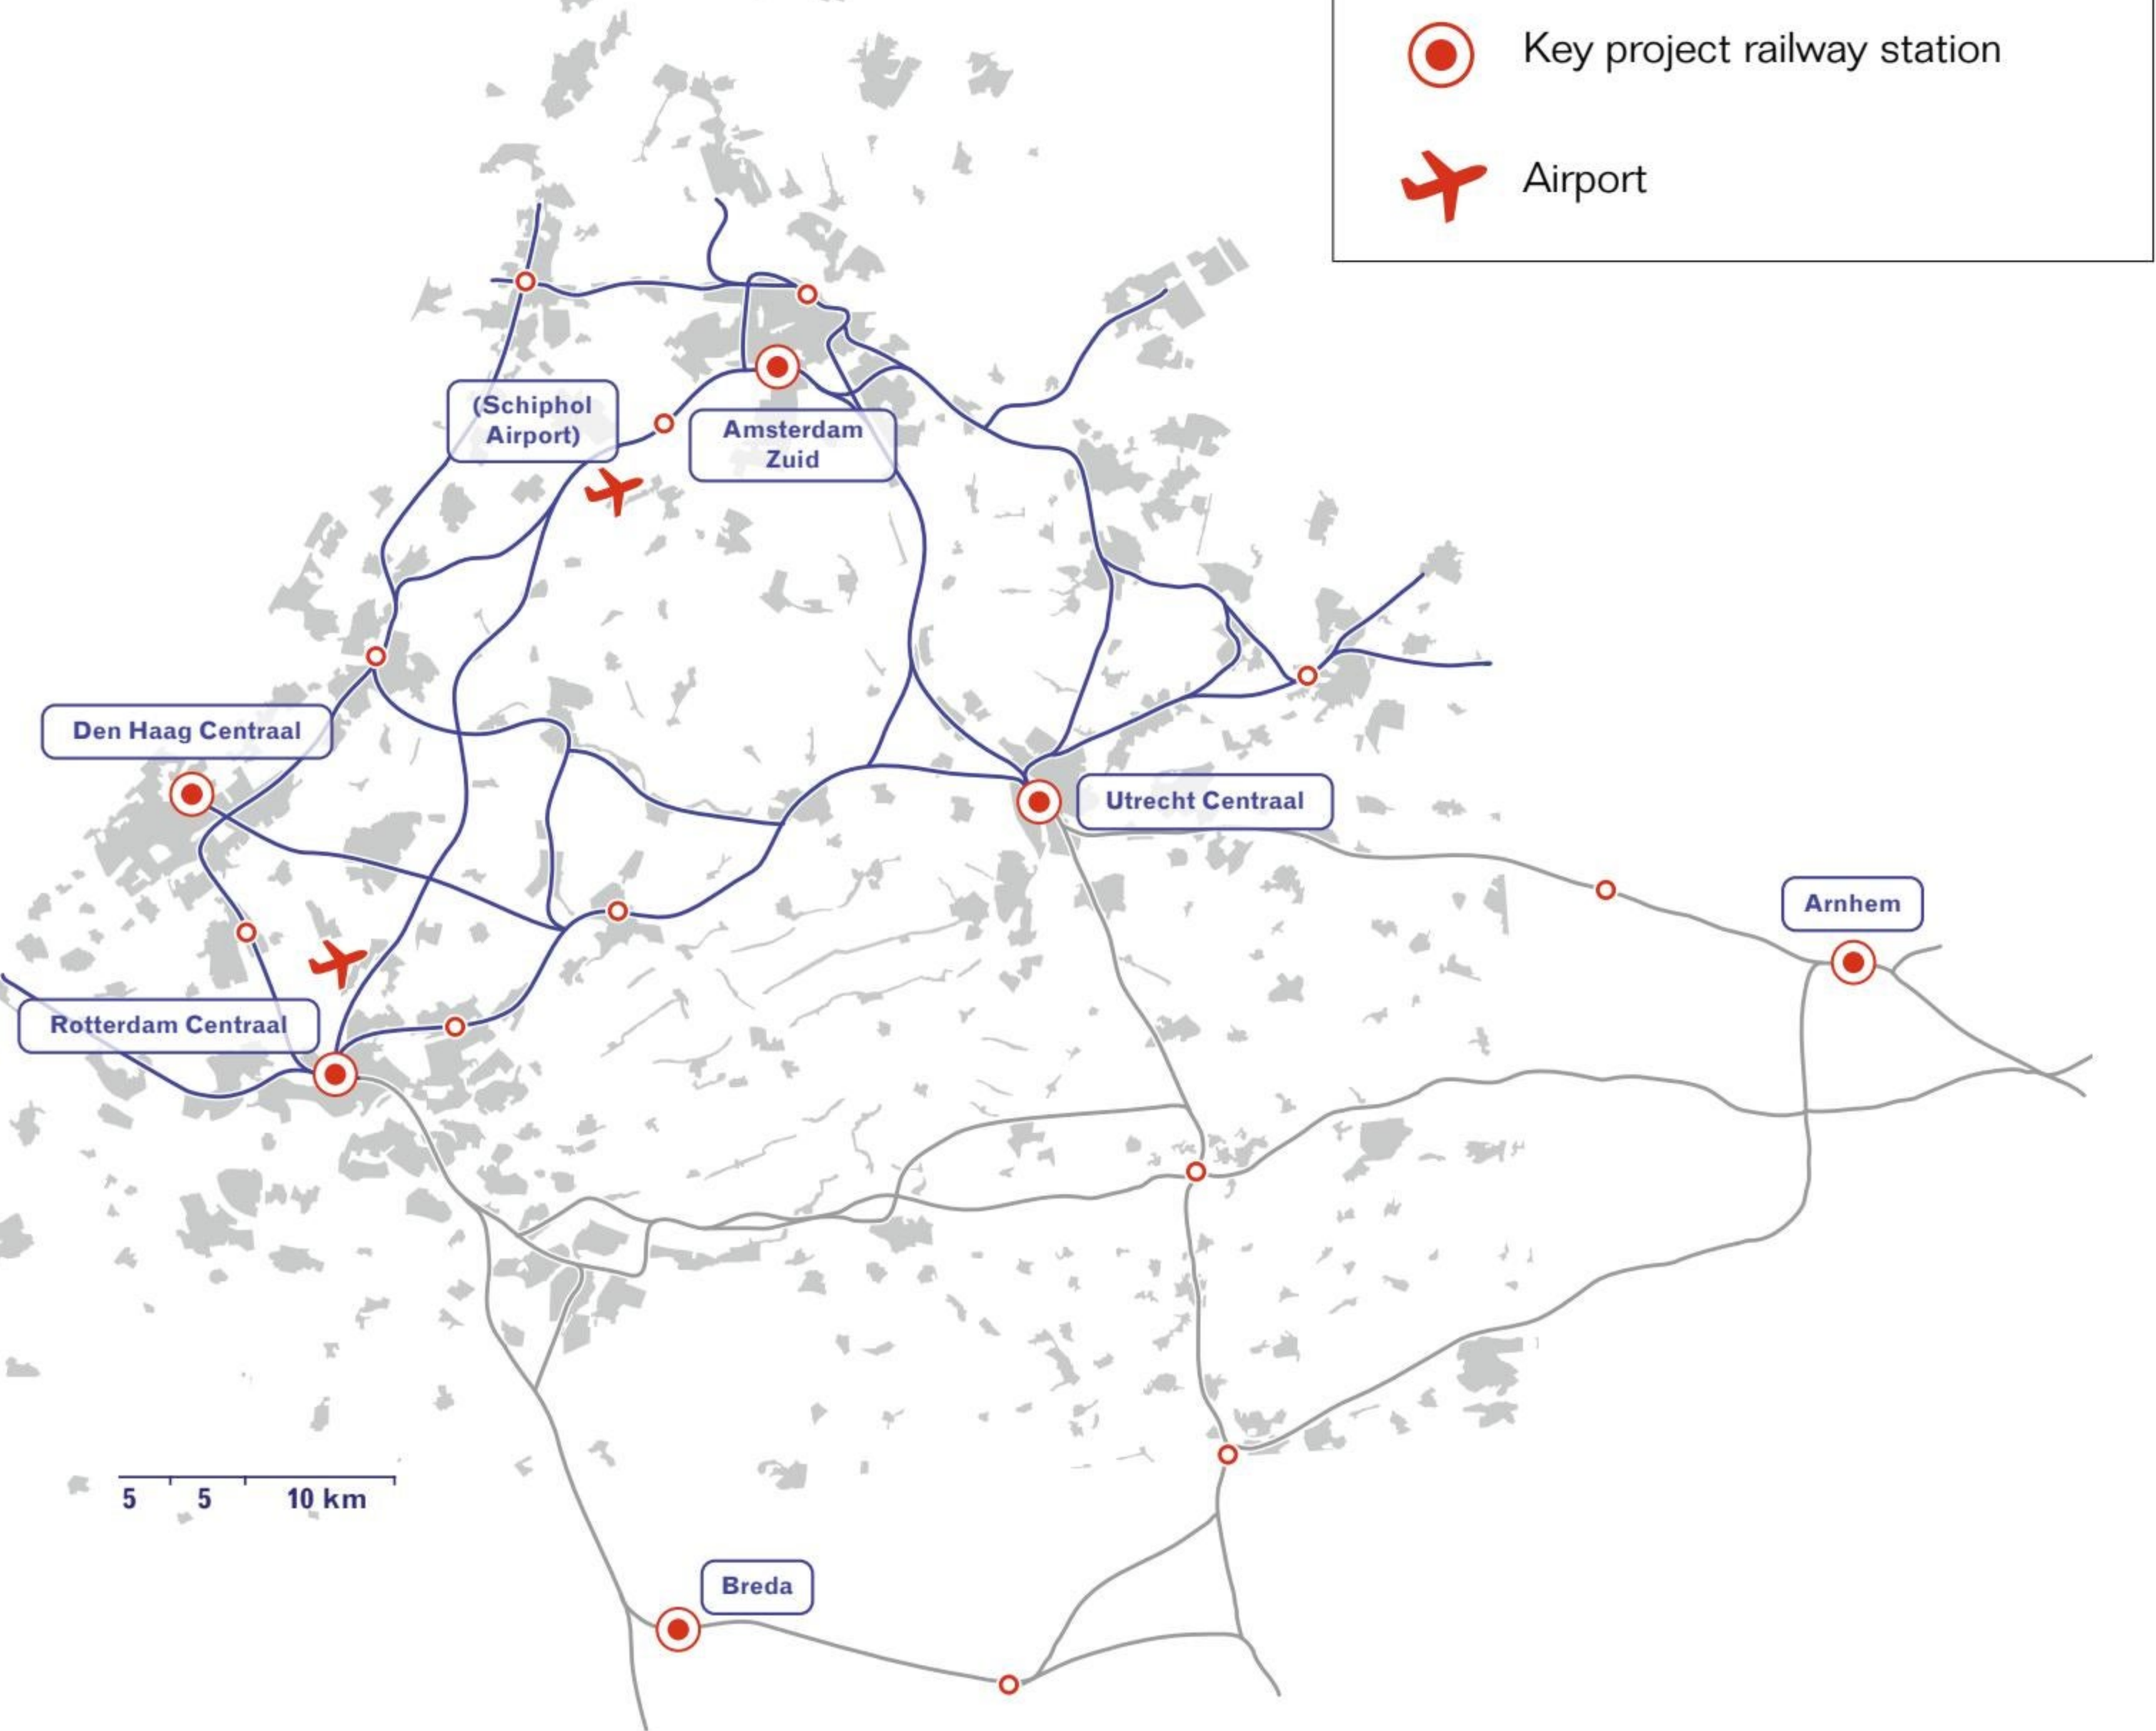 Key project railway station
Airport
(Schiphol
Airport)
Amsterdam
Zuid
Den Haag Centraal
Utrecht Centraal
Arnhem
Rotterdam Centraal
5 5 10 km
Breda